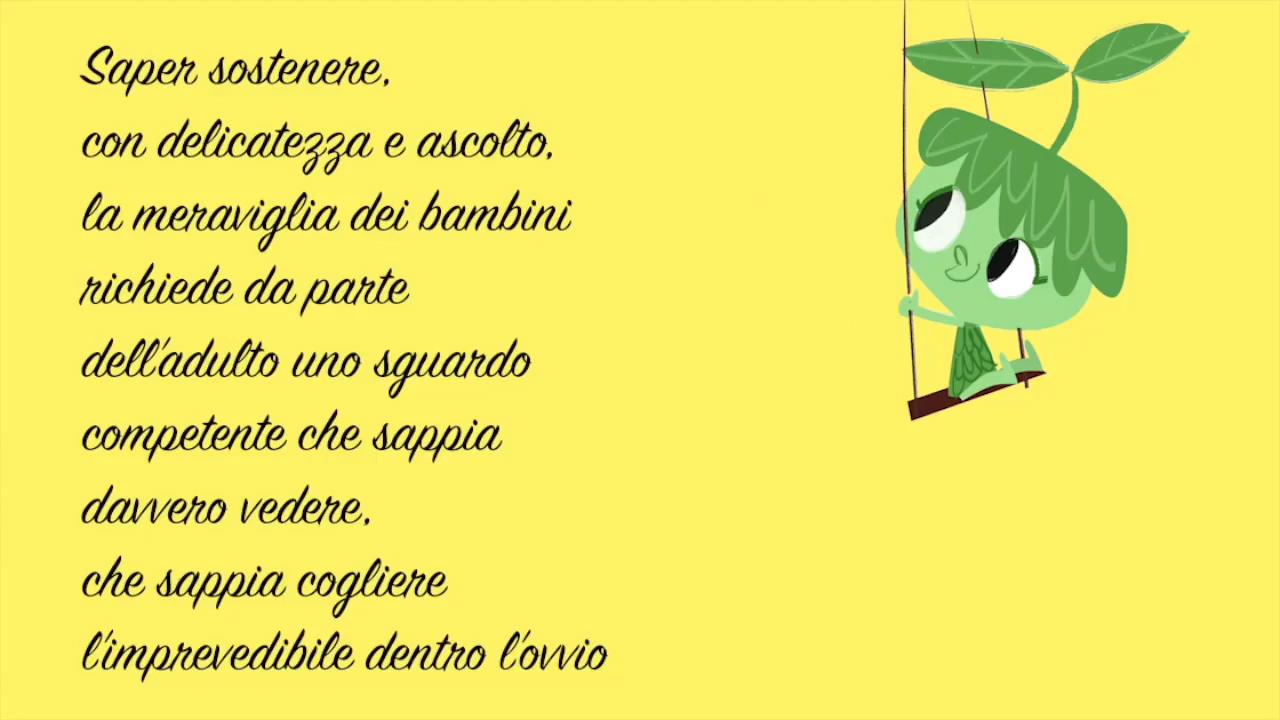 Saper sostenere,
con delicatezza e ascolto,
la meraviglia dei bambini
richiede da parte
dell'adulto uno sguardo
competente che sappia
davvero vedere,
che sappia cogliere
l'imprevedibile dentro l'ovvio